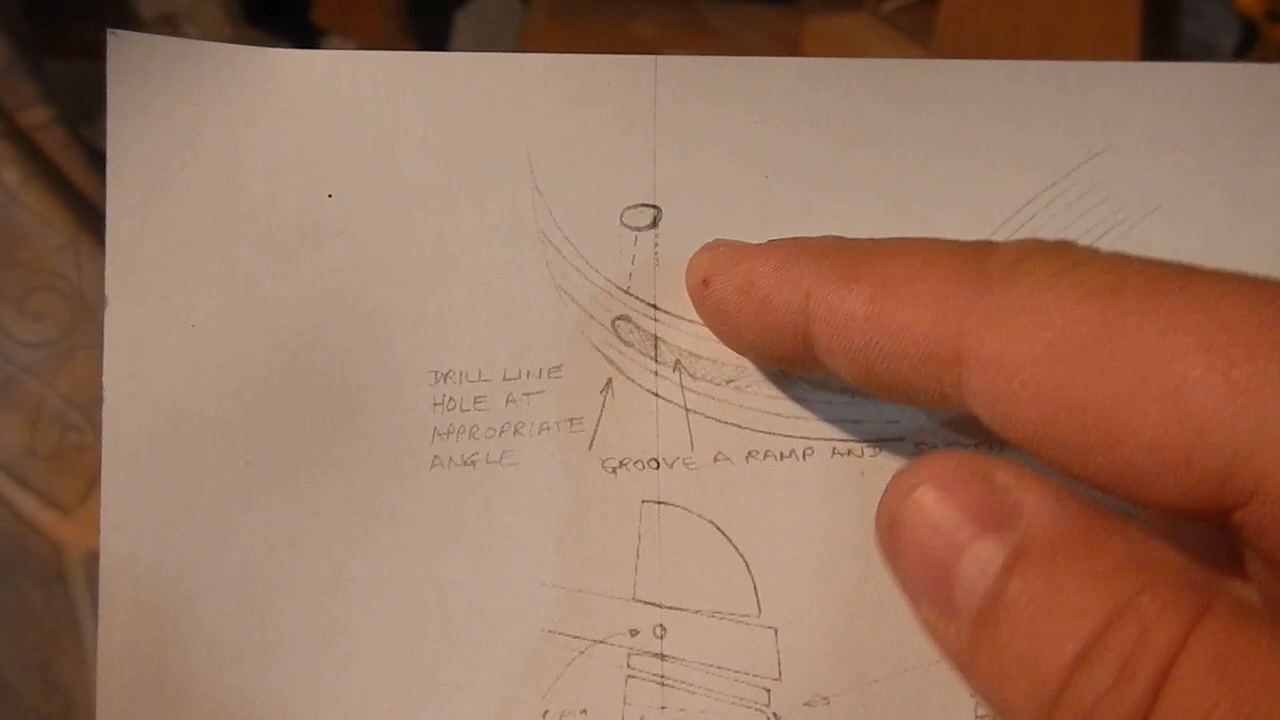 DRILL LINE
HOLE AT
APPROPRIATE
ANGLE
GROOVE A RAMP AND